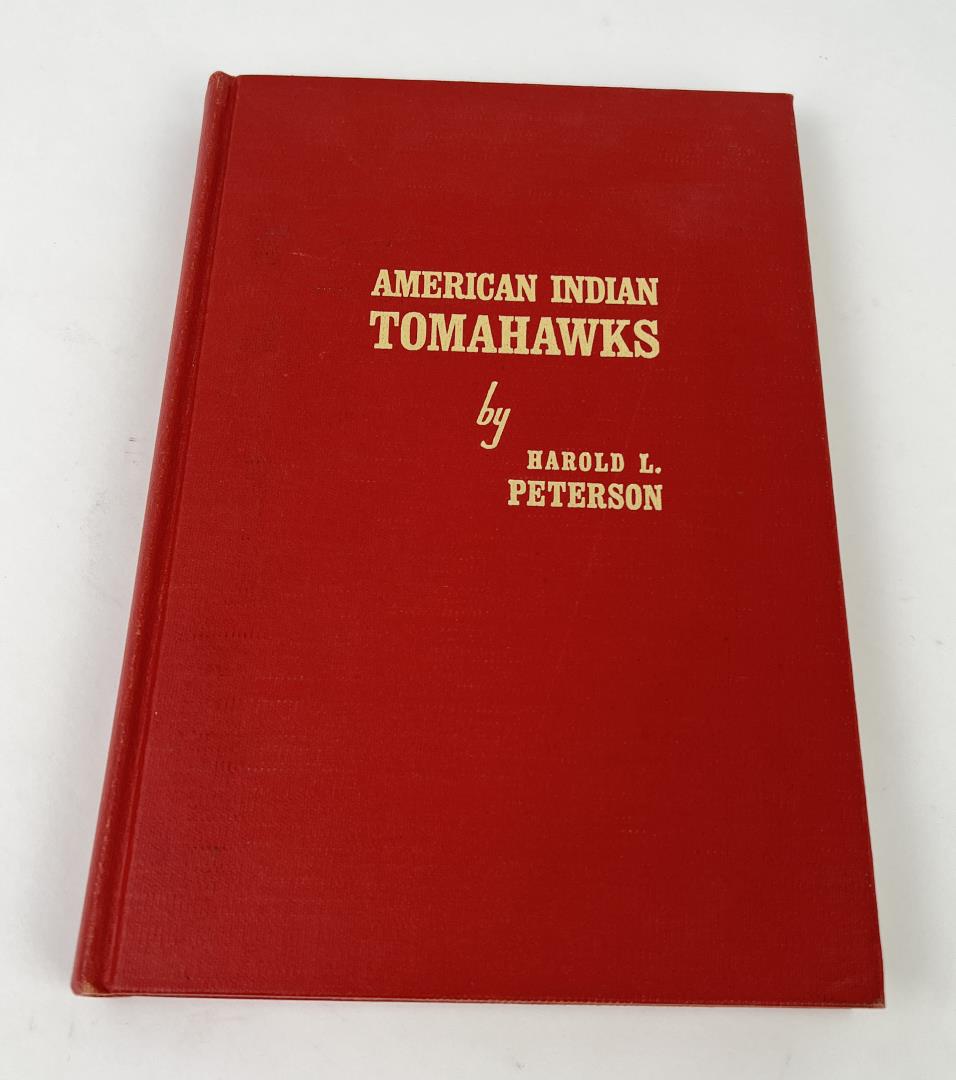 AMERICAN INDIAN
TOMAHAWKS
by
HAROLD L.
PETERSON